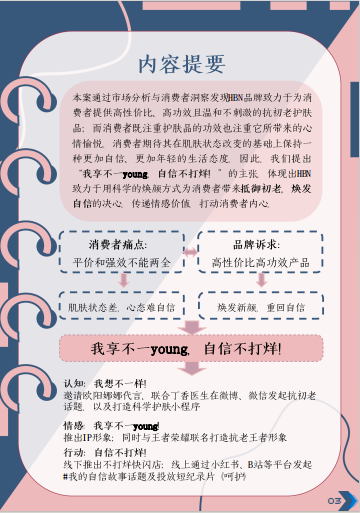 内容提要
本案通过市场分析与消费者洞察发现HBN品牌致力于为消
费者提供高性价比，高功效且温和不刺激的抗初老护肤
品；而消费者既注重护肤品的功效也注重它所带来的心
情愉悦，消费者期待其在肌肤状态改变的基础上保持一
种更加自信，更加年轻的生活态度，因此，我们提出
“我享不一young，自信不打烊！”的主张，体现出HBN
致力于用科学的焕颜方式为消费者带来抵御初老，焕发
自信的决心，传递情感价值，打动消费者内心。
消费者痛点：
平价和强效不能两全
品牌诉求：
高性价比高功效产品
肌肤状态差，心态难自信
焕发新颜，重回自信
我享不一young，自信不打烊!
认知：我想不一样!
邀请欧阳娜娜代言，联合丁香医生在微博、微信发起抗初老
话题，以及打造科学护肤小程序
情感：我享不一young!
推出IP形象；同时与王者荣耀联名打造抗老王者形象
行动：自信不打烊!
线下推出不打烊快闪店；线上通过小红书、B站等平台发起
#我的自信故事话题及投放短纪录片《呵护》
03